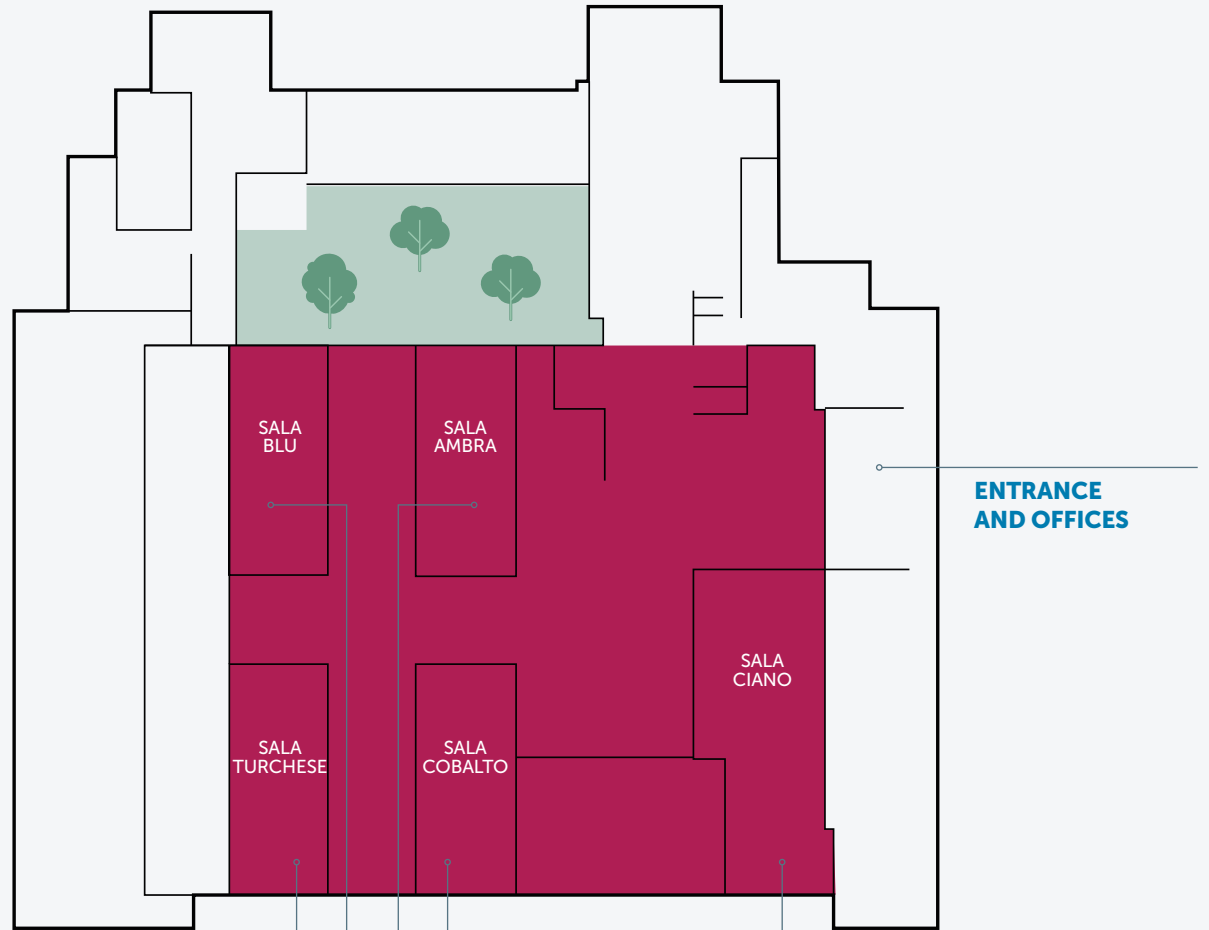 SALA
BLU
SALA
AMBRA
ENTRANCE
AND OFFICES
SALA
CIANO
SALA
TURCHESE
SALA
COBALTO